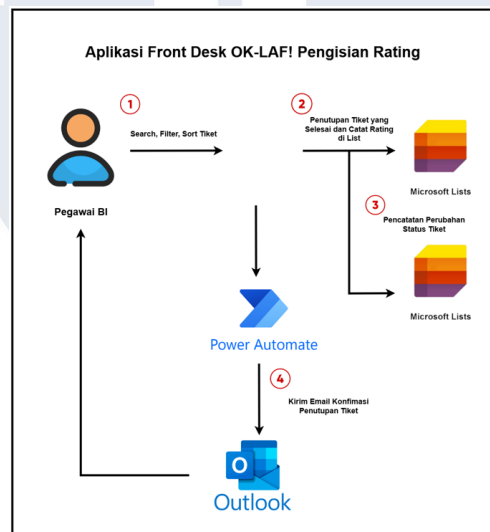 Aplikasi Front Desk OK-LAF! Pengisian Rating
1
Search, Filter, Sort Tiket
Pegawai BI
2
Penutupan Tiket yang
Selesai dan Catat Rating
di List
Microsoft Lists
3
Pencatatan Perubahan
Status Tiket
Microsoft Lists
Power Automate
4
Kirim Email Konfimasi
Penutupan Tiket
O
Outlook